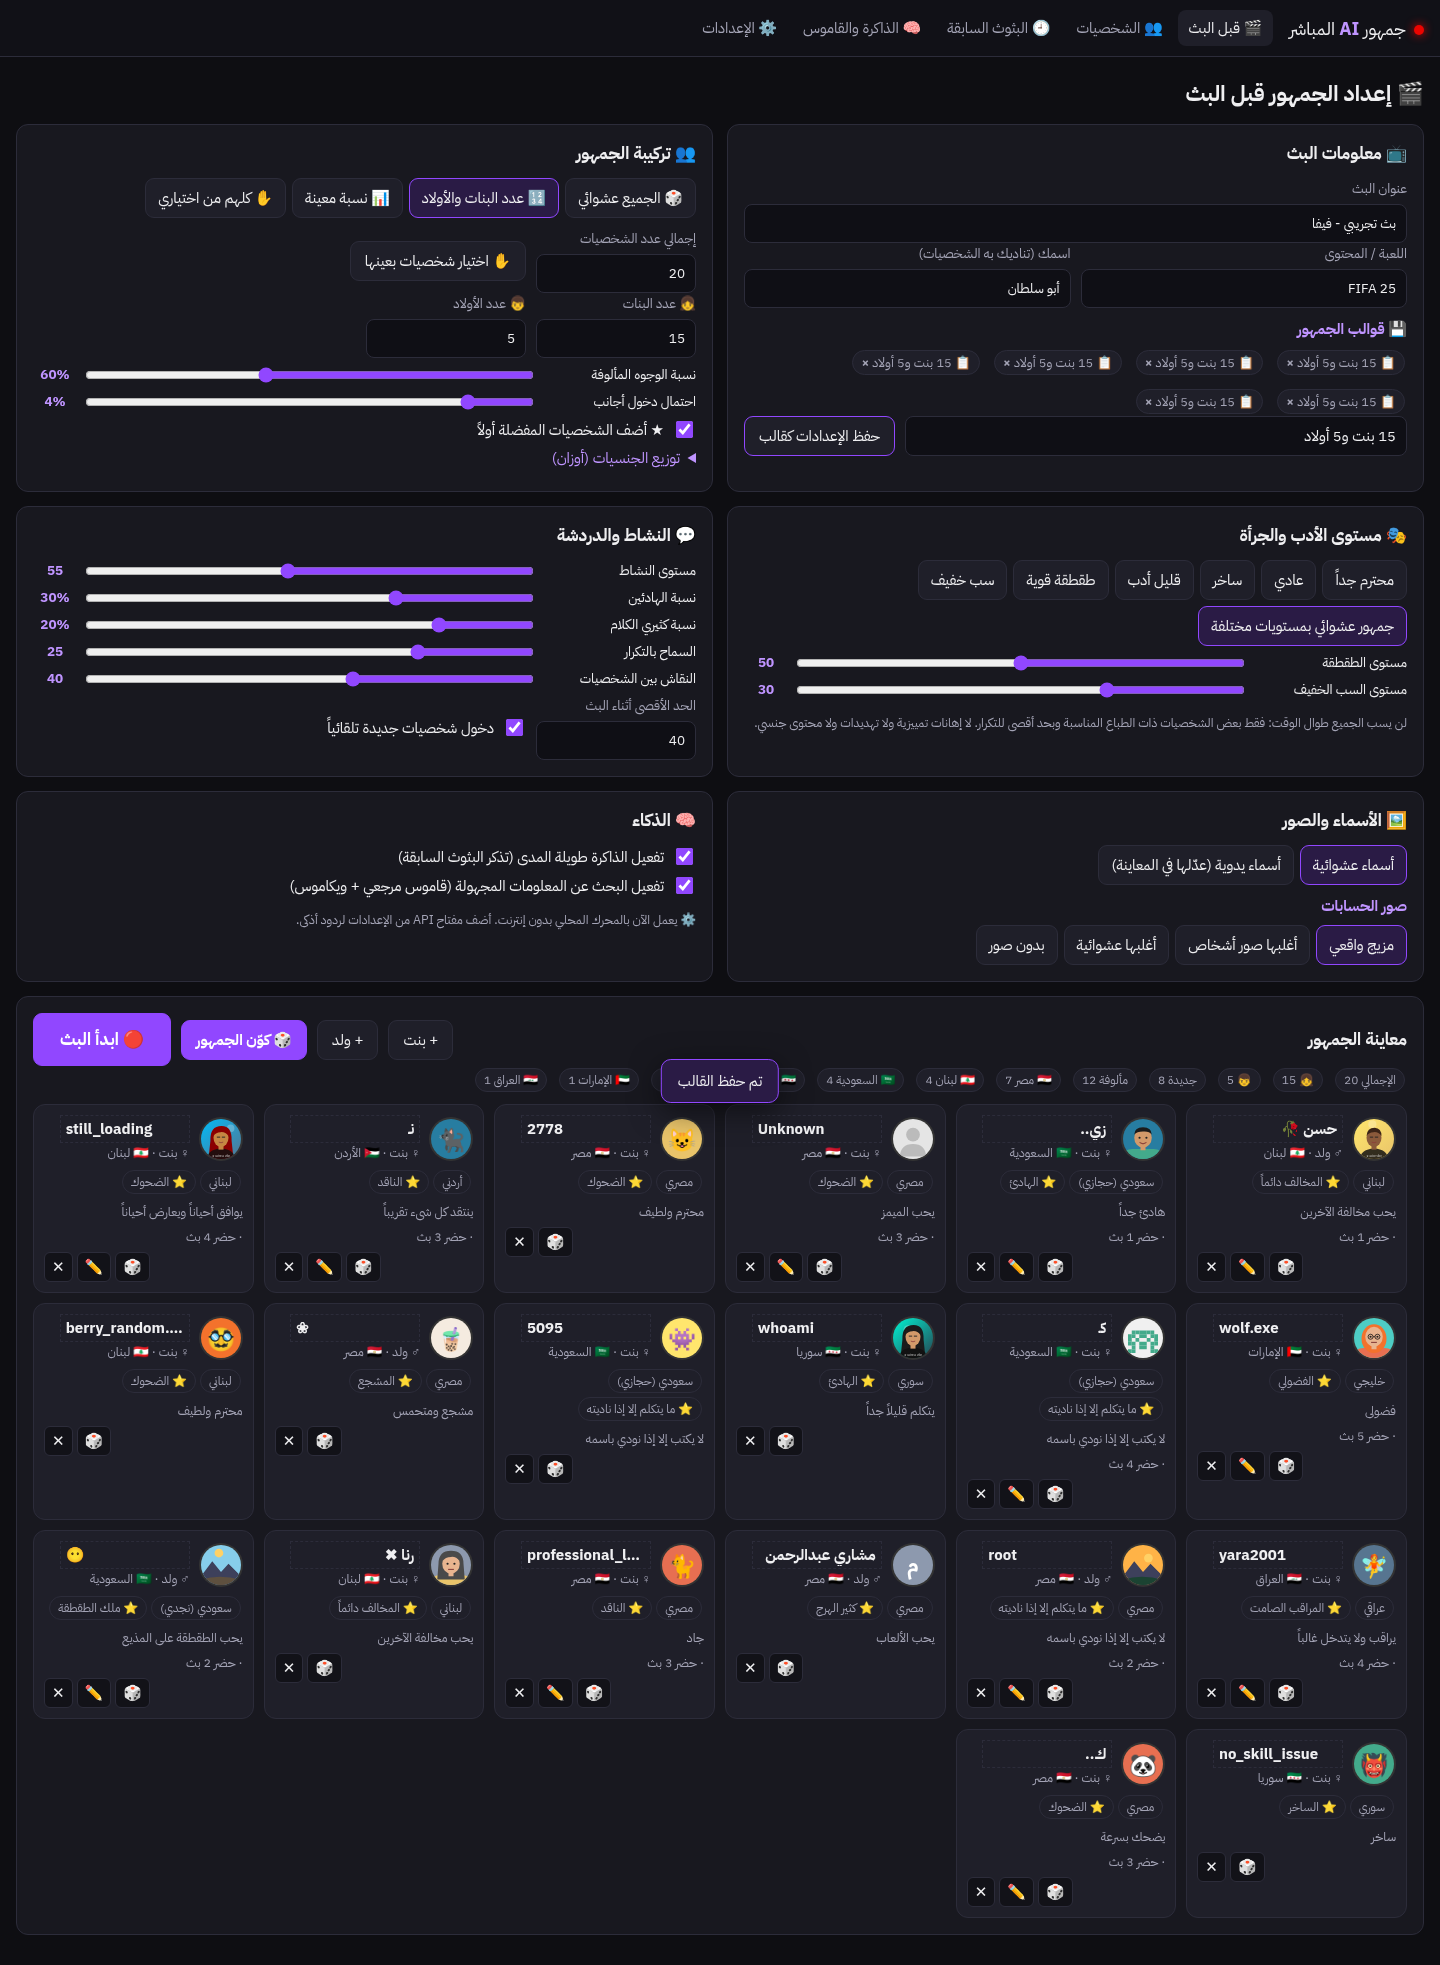 جمهور AI المباشر
🎬 قبل البث
👥 الشخصيات
🕘 البثوث السابقة
🧠 الذاكرة والقاموس
⚙️ الإعدادات
🎬 إعداد الجمهور قبل البث
📺 معلومات البث
عنوان البث
بث تجريبي - فيفا
اللعبة / المحتوى
اسمك (تناديك به الشخصيات)
FIFA 25
أبو سلطان
💾 قوالب الجمهور
📋 15 بنت و5 أولاد ×
📋 15 بنت و5 أولاد ×
📋 15 بنت و5 أولاد ×
📋 15 بنت و5 أولاد ×
📋 15 بنت و5 أولاد ×
📋 15 بنت و5 أولاد ×
15 بنت و5 أولاد
حفظ الإعدادات كقالب
👥 تركيبة الجمهور
🎲 الجميع عشوائي
🔢 عدد البنات والأولاد
📊 نسبة معينة
✋ كلهم من اختياري
إجمالي عدد الشخصيات
20
✋ اختيار شخصيات بعينها
👧 عدد البنات
👦 عدد الأولاد
15
5
نسبة الوجوه المألوفة 60%
احتمال دخول أجانب 4%
★ أضف الشخصيات المفضلة أولاً
◀ توزيع الجنسيات (أوزان)
🎭 مستوى الأدب والجرأة
محترم جداً
عادي
ساخر
قليل أدب
طقطقة قوية
سب خفيف
جمهور عشوائي بمستويات مختلفة
مستوى الطقطقة 50
مستوى السب الخفيف 30
لن يسب الجميع طوال الوقت: فقط بعض الشخصيات ذات الطباع المناسبة وبحد أقصى للتكرار. لا إهانات تمييزية ولا تهديدات ولا محتوى جنسي.
💬 النشاط والدردشة
مستوى النشاط 55
نسبة الهادئين 30%
نسبة كثيري الكلام 20%
السماح بالتكرار 25
النقاش بين الشخصيات 40
الحد الأقصى أثناء البث
40
دخول شخصيات جديدة تلقائياً
🖼️ الأسماء والصور
أسماء عشوائية
أسماء يدوية (عدّلها في المعاينة)
صور الحسابات
مزيج واقعي
أغلبها صور أشخاص
أغلبها عشوائية
بدون صور
🧠 الذكاء
تفعيل الذاكرة طويلة المدى (تذكر البثوث السابقة)
تفعيل البحث عن المعلومات المجهولة (قاموس مرجعي + ويكاموس)
⚙️ يعمل الآن بالمحرك المحلي بدون إنترنت. أضف مفتاح API من الإعدادات لردود أذكى.
معاينة الجمهور
+ بنت
+ ولد
🎲 كوّن الجمهور
🔴 ابدأ البث
الإجمالي 20
👧 15
👦 5
جديدة 8
مألوفة 12
🇪🇬 مصر 7
🇱🇧 لبنان 4
🇸🇦 السعودية 4
🇦🇪 الإمارات 1
🇮🇶 العراق 1
تم حفظ القالب
حسن 🥀
♂ ولد · 🇱🇧 لبنان
لبناني
⭐ المخالف دائماً
يحب مخالفة الآخرين
· حضر 1 بث
زي..
♀ بنت · 🇸🇦 السعودية
سعودي (حجازي)
⭐ الهادئ
هادئ جداً
· حضر 1 بث
Unknown
♀ بنت · 🇪🇬 مصر
مصري
⭐ الضحوك
يحب الميمز
· حضر 3 بث
2778
♀ بنت · 🇪🇬 مصر
مصري
⭐ الضحوك
محترم ولطيف
نـ
♀ بنت · 🇯🇴 الأردن
أردني
⭐ الناقد
ينتقد كل شيء تقريباً
· حضر 3 بث
still_loading
♀ بنت · 🇱🇧 لبنان
لبناني
⭐ الضحوك
يوافق أحياناً ويعارض أحياناً
· حضر 4 بث
wolf.exe
♀ بنت · 🇦🇪 الإمارات
خليجي
⭐ الفضولي
فضولي
· حضر 5 بث
كـ
♀ بنت · 🇸🇦 السعودية
سعودي (حجازي)
⭐ ما يتكلم إلا إذا ناديته
لا يكتب إلا إذا نودي باسمه
· حضر 4 بث
whoami
♀ بنت · 🇸🇾 سوريا
سوري
⭐ الهادئ
يتكلم قليلاً جداً
5095
♀ بنت · 🇸🇦 السعودية
سعودي (حجازي)
⭐ ما يتكلم إلا إذا ناديته
لا يكتب إلا إذا نودي باسمه
❀
♂ ولد · 🇪🇬 مصر
مصري
⭐ المشجع
مشجع ومتحمس
berry_random....
♀ بنت · 🇱🇧 لبنان
لبناني
⭐ الضحوك
محترم ولطيف
yara2001
♀ بنت · 🇮🇶 العراق
عراقي
⭐ المراقب الصامت
يراقب ولا يتدخل غالباً
· حضر 4 بث
root
♂ ولد · 🇪🇬 مصر
مصري
⭐ ما يتكلم إلا إذا ناديته
لا يكتب إلا إذا نودي باسمه
· حضر 2 بث
م
مشاري عبدالرحمن
♂ ولد · 🇪🇬 مصر
مصري
⭐ كثير الهرج
يحب الألعاب
professional_l...
♀ بنت · 🇪🇬 مصر
مصري
⭐ الناقد
جاد
· حضر 3 بث
رنا ✖
♀ بنت · 🇱🇧 لبنان
لبناني
⭐ المخالف دائماً
يحب مخالفة الآخرين
😶
♂ ولد · 🇸🇦 السعودية
سعودي (نجدي)
⭐ ملك الطقطقة
يحب الطقطقة على المذيع
· حضر 2 بث
no_skill_issue
♀ بنت · 🇸🇾 سوريا
سوري
⭐ الساخر
ساخر
ك..
♀ بنت · 🇪🇬 مصر
مصري
⭐ الضحوك
يضحك بسرعة
· حضر 3 بث